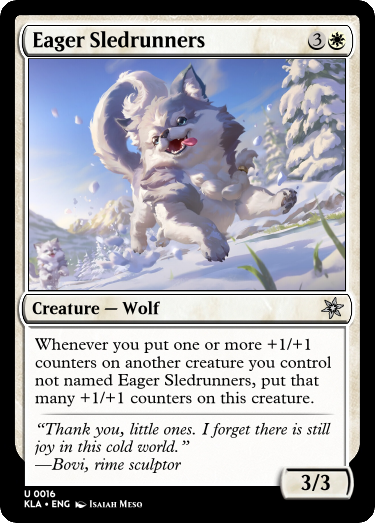 Eager Sledrunners 3
Creature — Wolf
Whenever you put one or more +1/+1
counters on another creature you control
not named Eager Sledrunners, put that
many +1/+1 counters on this creature.
“Thank you, little ones. I forget there is still
joy in this cold world.”
—Bovi, rime sculptor
3/3
U 0016
KLA • ENG Isaiah Meso